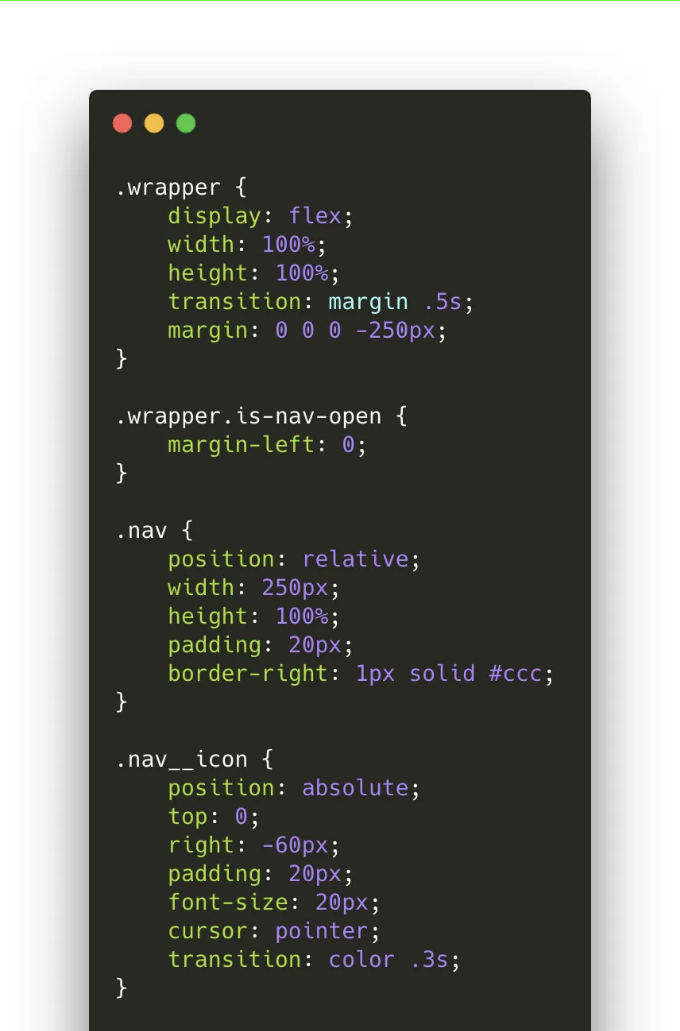 .wrapper {
    display: flex;
    width: 100%;
    height: 100%;
    transition: margin .5s;
    margin: 0 0 0 -250px;
}

.wrapper.is-nav-open {
    margin-left: 0;
}

.nav {
    position: relative;
    width: 250px;
    height: 100%;
    padding: 20px;
    border-right: 1px solid #ccc;
}

.nav__icon {
    position: absolute;
    top: 0;
    right: -60px;
    padding: 20px;
    font-size: 20px;
    cursor: pointer;
    transition: color .3s;
}